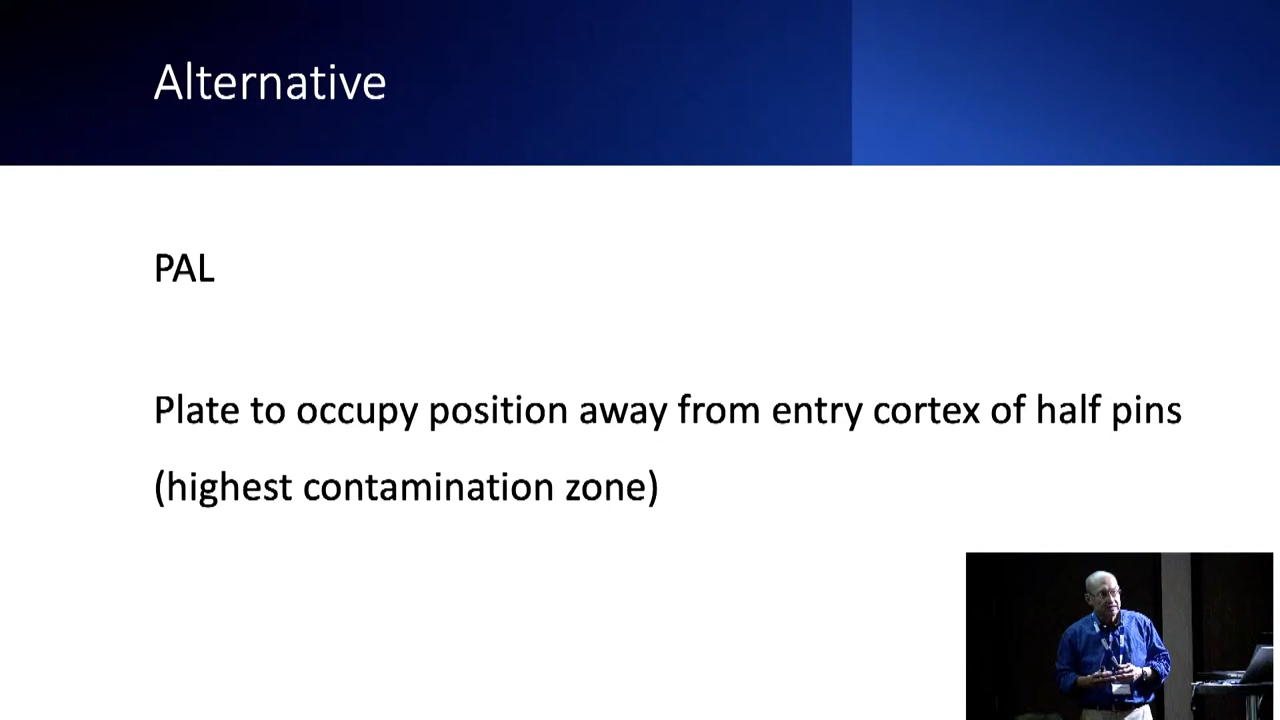 Alternative
PAL
Plate to occupy position away from entry cortex of half pins
(highest contamination zone)